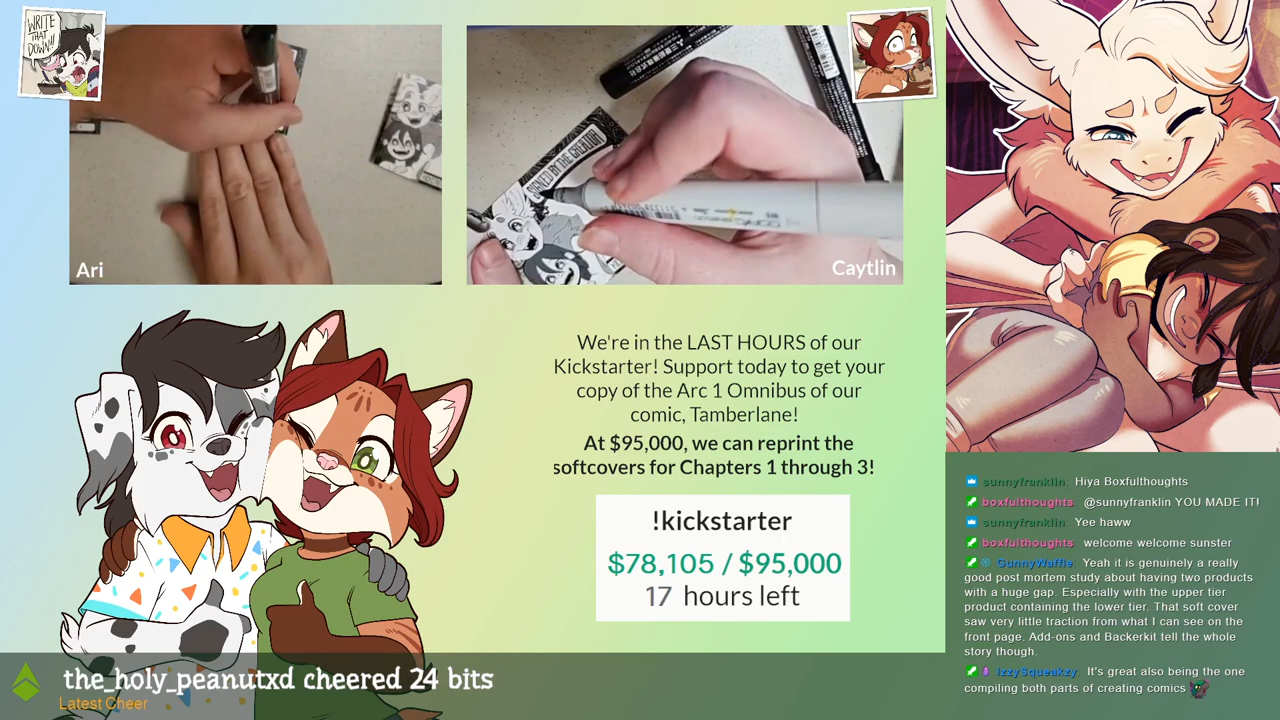 WRITE
THAT
DOWN!!
Ari
Caytlin
We're in the LAST HOURS of our
Kickstarter! Support today to get your
copy of the Arc 1 Omnibus of our
comic, Tamberlane!
At $95,000, we can reprint the
softcovers for Chapters 1 through 3!
!kickstarter
$78,105 / $95,000
17 hours left
the_holy_peanutxd cheered 24 bits
Latest Cheer
sunnyfranklin: Hiya Boxfulthoughts
boxfulthoughts: @sunnyfranklin YOU MADE IT!
sunnyfranklin: Yee haww
boxfulthoughts: welcome welcome sunster
GunnyWaffle: Yeah it is genuinely a really
good post mortem study about having two products
with a huge gap. Especially with the upper tier
product containing the lower tier. That soft cover
saw very little traction from what I can see on the
front page. Add-ons and Backerkit tell the whole
story though.
IzzySqueakzy: It's great also being the one
compiling both parts of creating comics